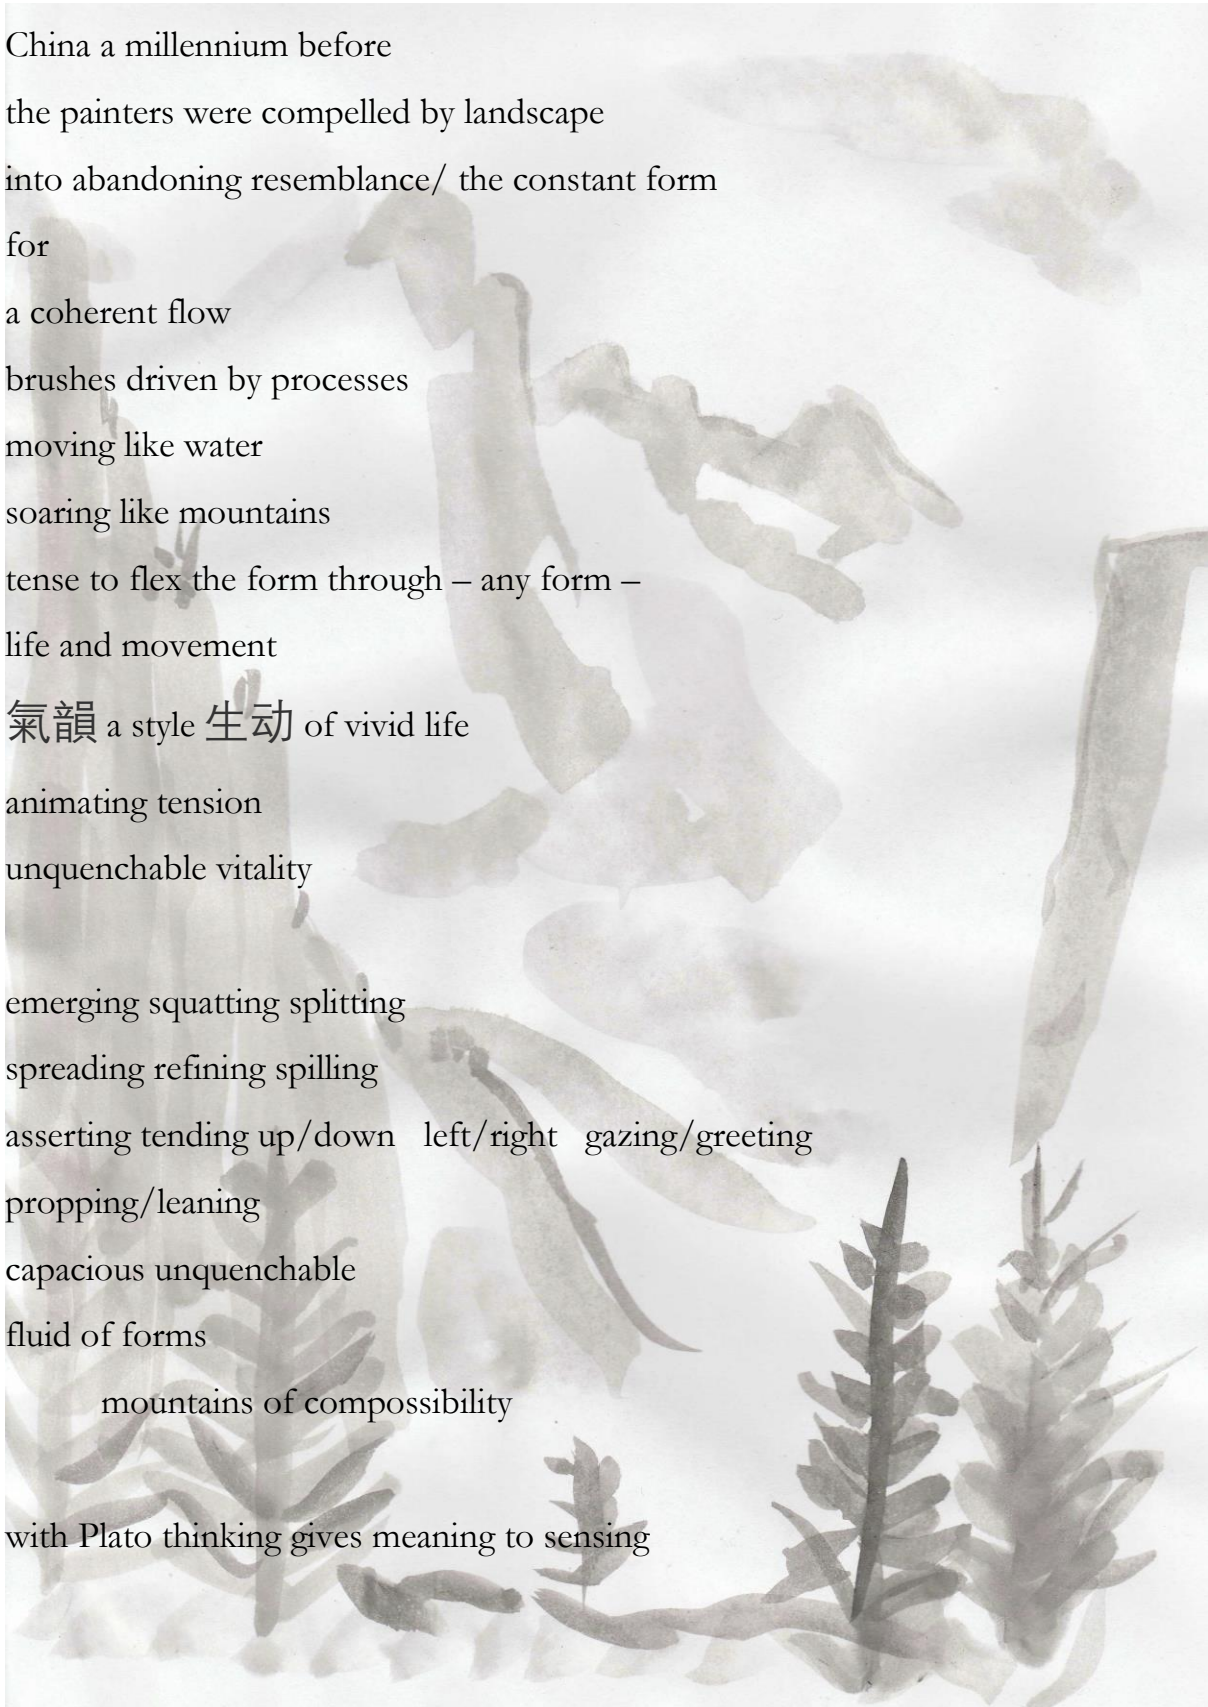 China a millennium before
the painters were compelled by landscape
into abandoning resemblance/ the constant form
for
a coherent flow
brushes driven by processes
moving like water
soaring like mountains
tense to flex the form through – any form –
life and movement
氣韻 a style 生动 of vivid life
animating tension
unquenchable vitality
emerging squatting splitting
spreading refining spilling
asserting tending up/down left/right gazing/greeting
propping/leaning
capacious unquenchable
fluid of forms
mountains of compossibility
with Plato thinking gives meaning to sensing